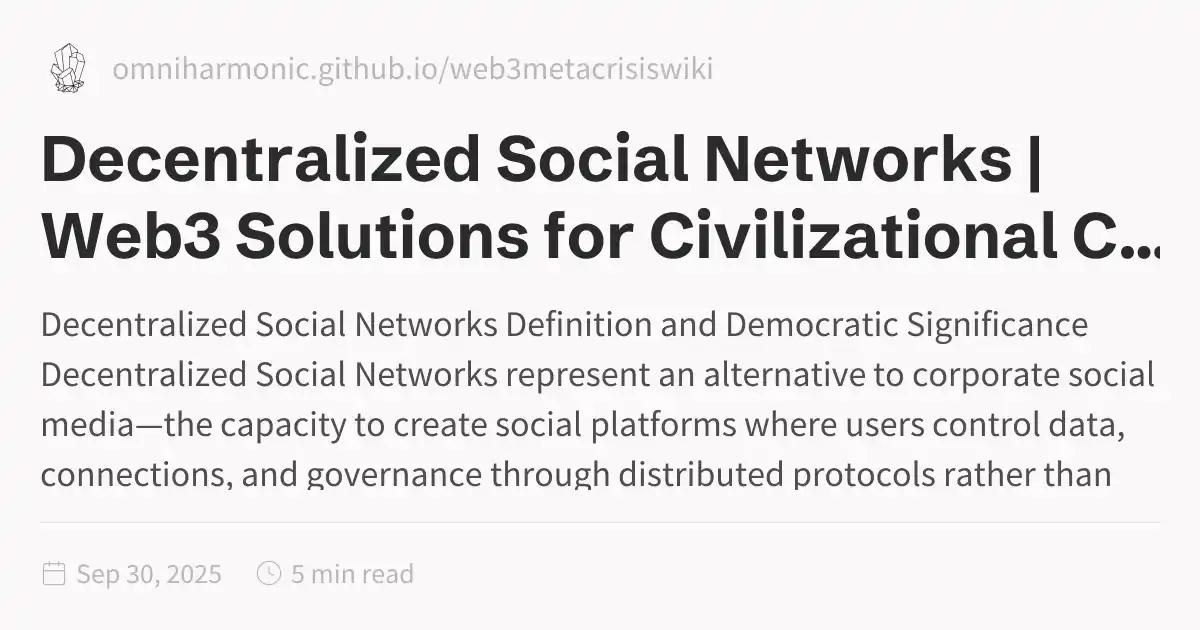 omniharmonic.github.io/web3metacrisiswiki
Decentralized Social Networks |
Web3 Solutions for Civilizational C...
Decentralized Social Networks Definition and Democratic Significance
Decentralized Social Networks represent an alternative to corporate social
media—the capacity to create social platforms where users control data,
connections, and governance through distributed protocols rather than
Sep 30, 2025
5 min read